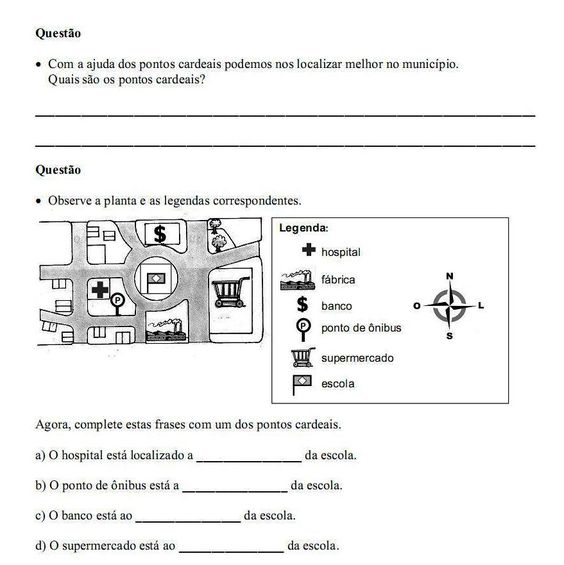 Questão
• Com a ajuda dos pontos cardeais podemos nos localizar melhor no município.
Quais são os pontos cardeais?
Questão
• Observe a planta e as legendas correspondentes.
$
P
Legenda:
hospital
fábrica
$ banco
P ponto de ônibus
supermercado
escola
N
O L
S
Agora, complete estas frases com um dos pontos cardeais.
a) O hospital está localizado a ________________ da escola.
b) O ponto de ônibus está a ________________ da escola.
c) O banco está ao ________________ da escola.
d) O supermercado está ao ________________ da escola.